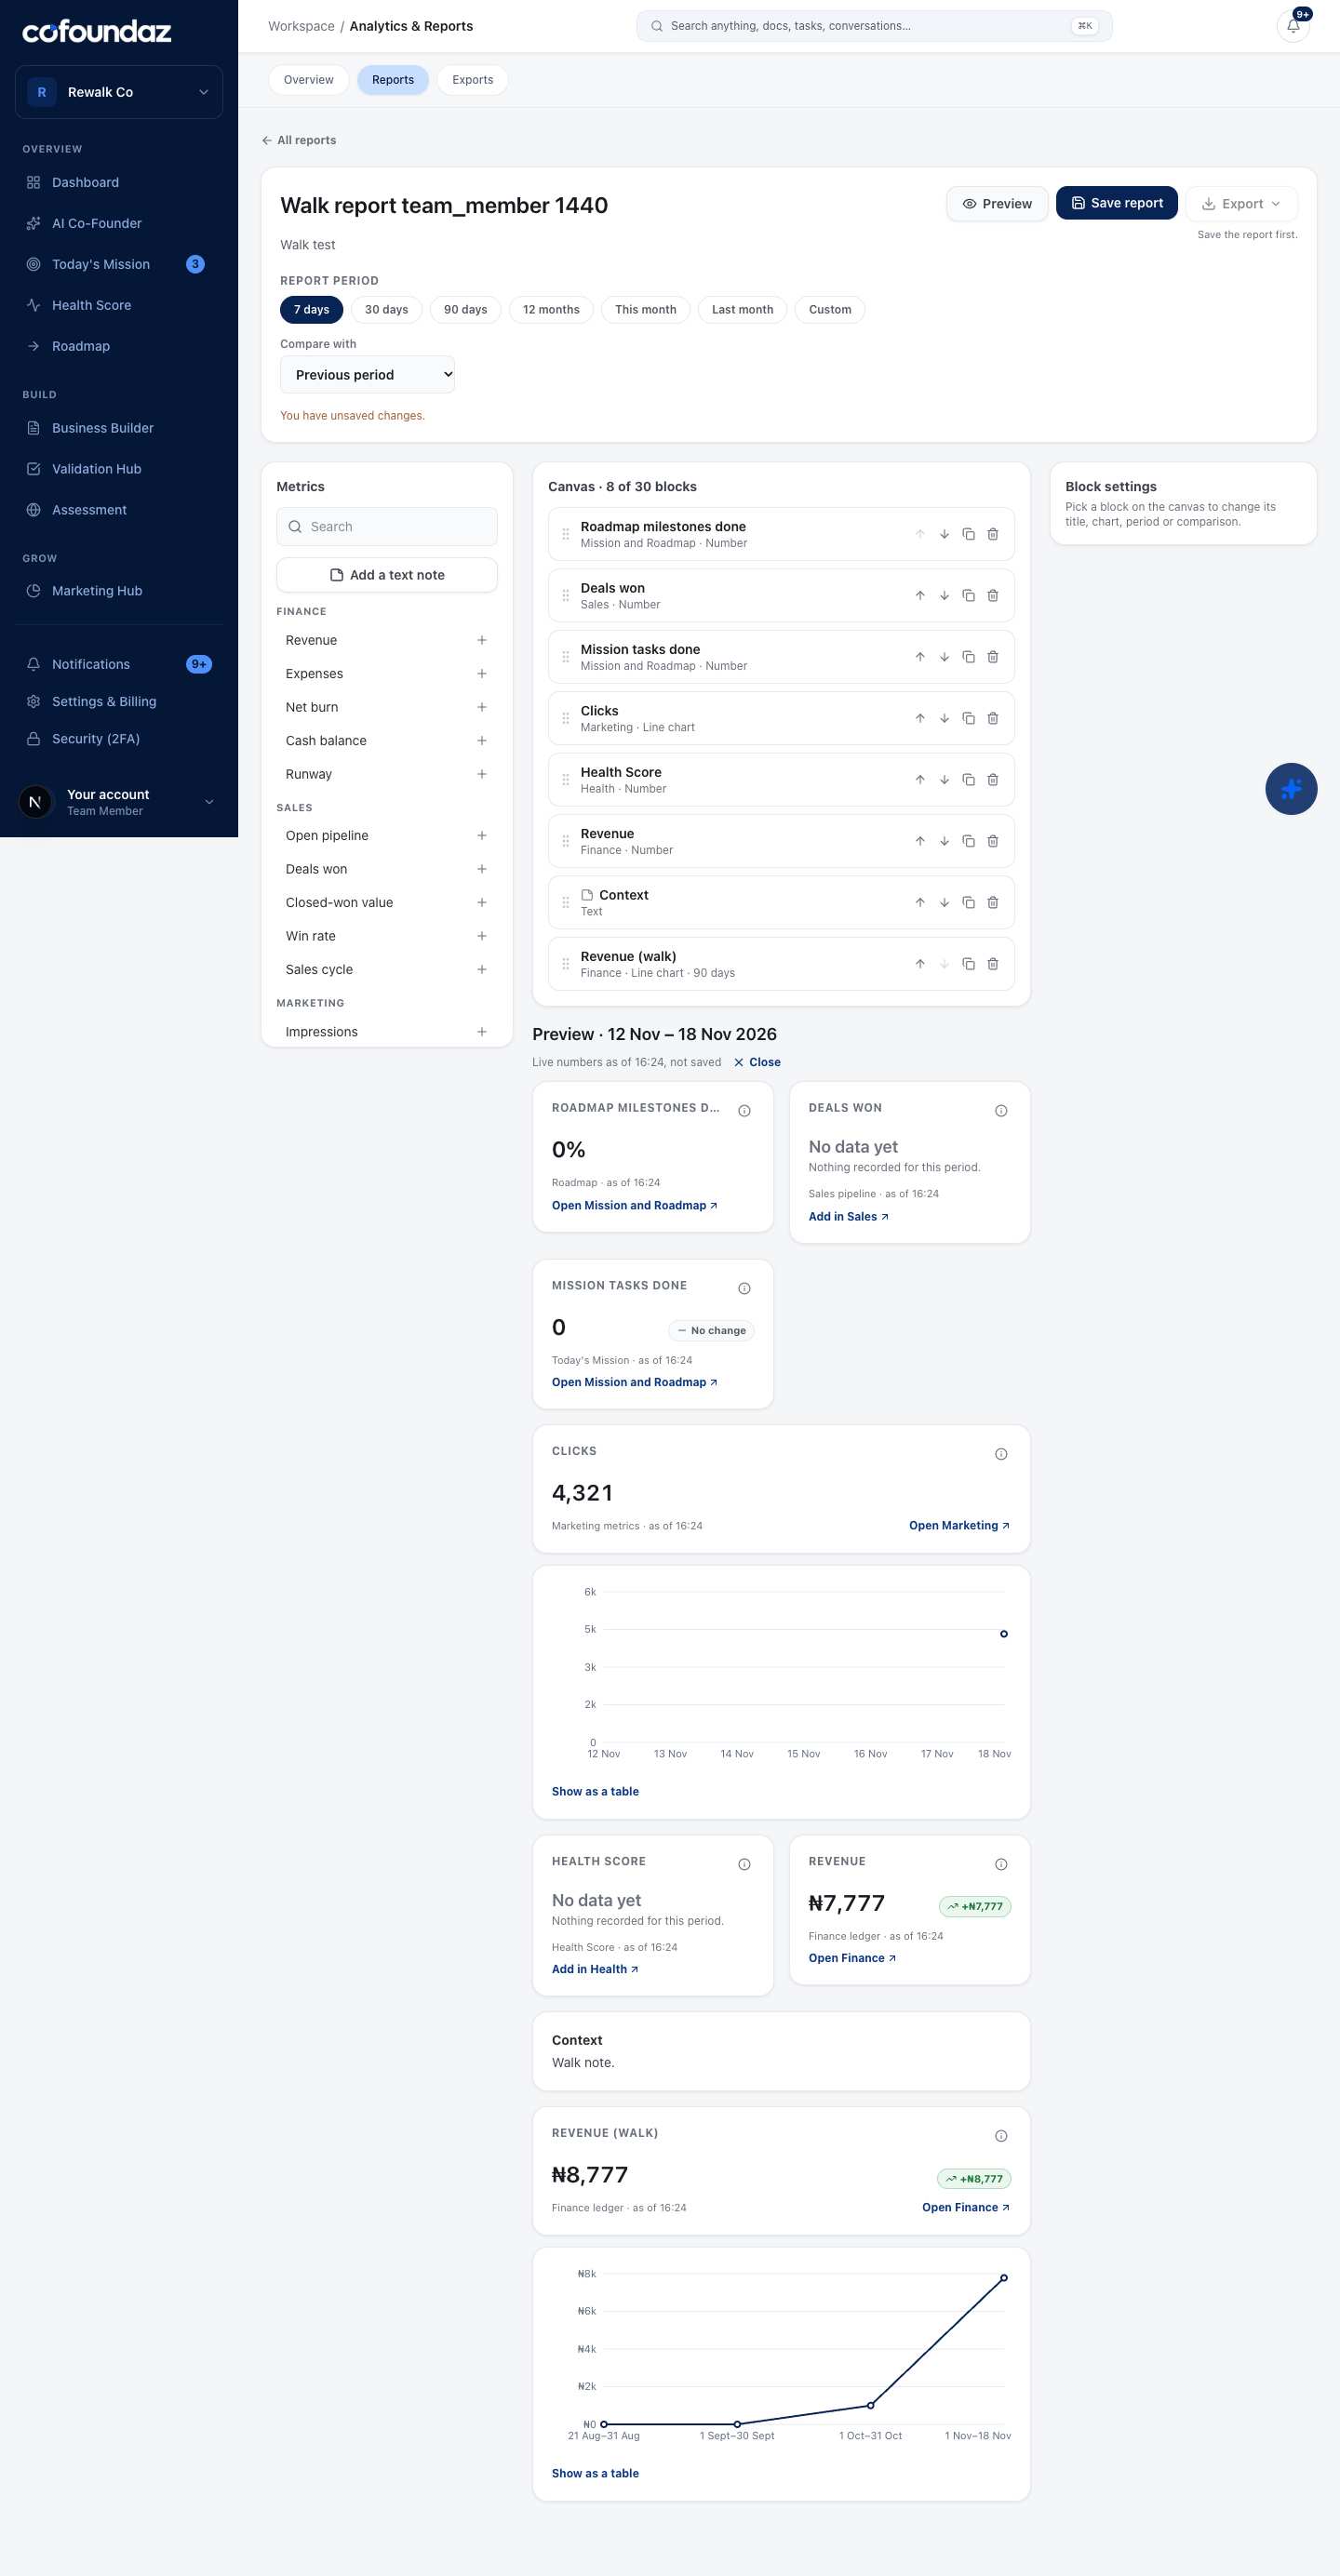 cofoundaz
R
Rewalk Co
OVERVIEW
Dashboard
AI Co-Founder
Today's Mission
3
Health Score
Roadmap
BUILD
Business Builder
Validation Hub
Assessment
GROW
Marketing Hub
Notifications
9+
Settings & Billing
Security (2FA)
N
Your account
Team Member
Workspace / Analytics & Reports
Search anything, docs, tasks, conversations...
⌘K
9+
Overview
Reports
Exports
← All reports
Walk report team_member 1440
Preview
Save report
Export
Save the report first.
Walk test
REPORT PERIOD
7 days
30 days
90 days
12 months
This month
Last month
Custom
Compare with
Previous period
You have unsaved changes.
Metrics
Search
Add a text note
FINANCE
Revenue
Expenses
Net burn
Cash balance
Runway
SALES
Open pipeline
Deals won
Closed-won value
Win rate
Sales cycle
MARKETING
Impressions
Canvas · 8 of 30 blocks
Roadmap milestones done
Mission and Roadmap · Number
Deals won
Sales · Number
Mission tasks done
Mission and Roadmap · Number
Clicks
Marketing · Line chart
Health Score
Health · Number
Revenue
Finance · Number
Context
Text
Revenue (walk)
Finance · Line chart · 90 days
Block settings
Pick a block on the canvas to change its
title, chart, period or comparison.
Preview · 12 Nov – 18 Nov 2026
Live numbers as of 16:24, not saved
Close
ROADMAP MILESTONES D...
0%
Roadmap · as of 16:24
Open Mission and Roadmap
DEALS WON
No data yet
Nothing recorded for this period.
Sales pipeline · as of 16:24
Add in Sales
MISSION TASKS DONE
0
No change
Today's Mission · as of 16:24
Open Mission and Roadmap
CLICKS
4,321
Marketing metrics · as of 16:24
Open Marketing
6k
5k
3k
2k
0
12 Nov
13 Nov
14 Nov
15 Nov
16 Nov
17 Nov
18 Nov
Show as a table
HEALTH SCORE
No data yet
Nothing recorded for this period.
Health Score · as of 16:24
Add in Health
REVENUE
₦7,777
+₦7,777
Finance ledger · as of 16:24
Open Finance
Context
Walk note.
REVENUE (WALK)
₦8,777
+₦8,777
Finance ledger · as of 16:24
Open Finance
₦8k
₦6k
₦4k
₦2k
₦0
21 Aug–31 Aug
1 Sept–30 Sept
1 Oct–31 Oct
1 Nov–18 Nov
Show as a table